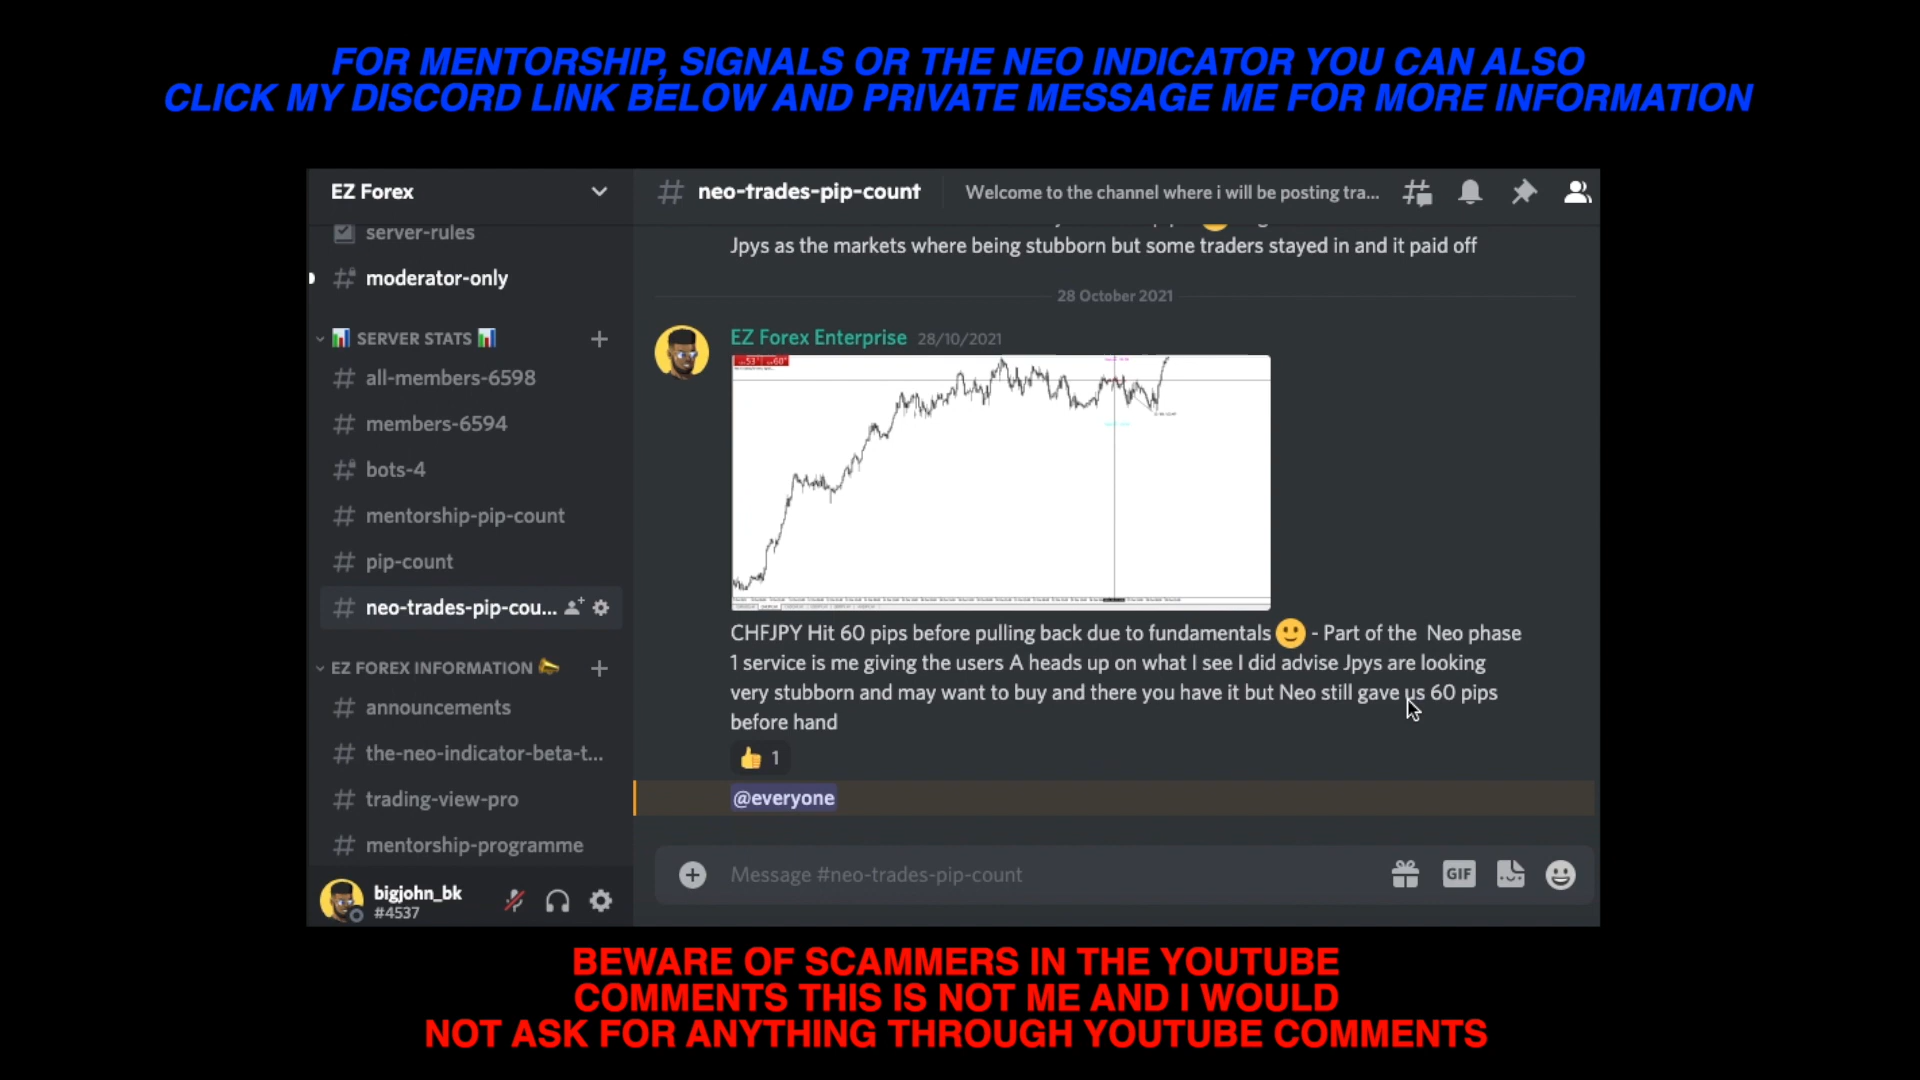 FOR MENTORSHIP, SIGNALS OR THE NEO INDICATOR YOU CAN ALSO
CLICK MY DISCORD LINK BELOW AND PRIVATE MESSAGE ME FOR MORE INFORMATION
EZ Forex
server-rules
moderator-only
SERVER STATS
all-members-6598
members-6594
bots-4
mentorship-pip-count
pip-count
neo-trades-pip-cou...
EZ FOREX INFORMATION
announcements
the-neo-indicator-beta-t...
trading-view-pro
mentorship-programme
bigjohn_bk
#4537
neo-trades-pip-count
Welcome to the channel where i will be posting tra...
Jpys as the markets where being stubborn but some traders stayed in and it paid off
28 October 2021
EZ Forex Enterprise 28/10/2021
CHFJPY Hit 60 pips before pulling back due to fundamentals 🙂 - Part of the Neo phase
1 service is me giving the users A heads up on what I see I did advise Jpys are looking
very stubborn and may want to buy and there you have it but Neo still gave us 60 pips
before hand
👍 1
@everyone
Message #neo-trades-pip-count
GIF
BEWARE OF SCAMMERS IN THE YOUTUBE
COMMENTS THIS IS NOT ME AND I WOULD
NOT ASK FOR ANYTHING THROUGH YOUTUBE COMMENTS